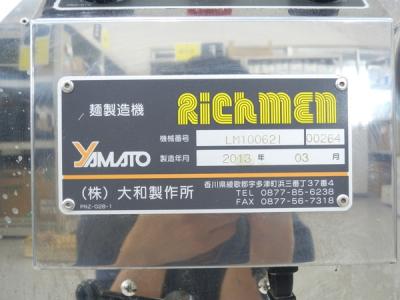 麺製造機
RiCHMEN
機械番号 LM100621 00264
YAMATO
製造年月 2013 年 03 月
(株) 大和製作所
香川県綾歌郡宇多津町浜三番丁37番4
TEL 0877-85-6238
FAX 0877-56-7318
PNZ-028-1